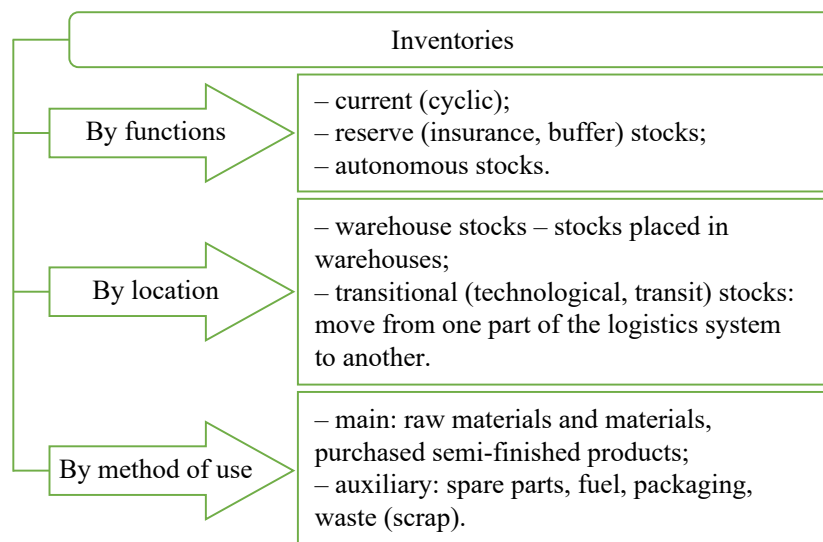 Inventories
By functions
– current (cyclic);
– reserve (insurance, buffer) stocks;
– autonomous stocks.
By location
– warehouse stocks – stocks placed in
warehouses;
– transitional (technological, transit) stocks:
move from one part of the logistics system
to another.
By method of use
– main: raw materials and materials,
purchased semi-finished products;
– auxiliary: spare parts, fuel, packaging,
waste (scrap).